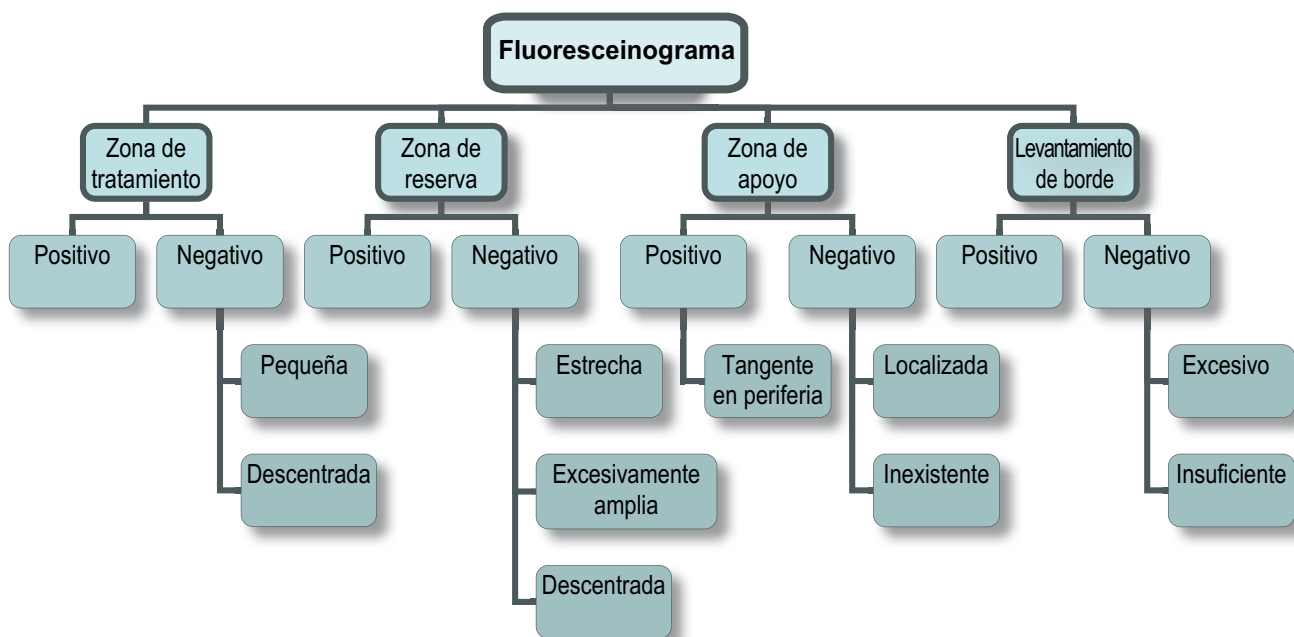 Fluoresceinograma
Zona de
tratamiento
Zona de
reserva
Zona de
apoyo
Levantamiento
de borde
Positivo
Negativo
Positivo
Negativo
Positivo
Negativo
Positivo
Negativo
Pequeña
Estrecha
Tangente
en periferia
Localizada
Excesivo
Descentrada
Excesivamente
amplia
Inexistente
Insuficiente
Descentrada